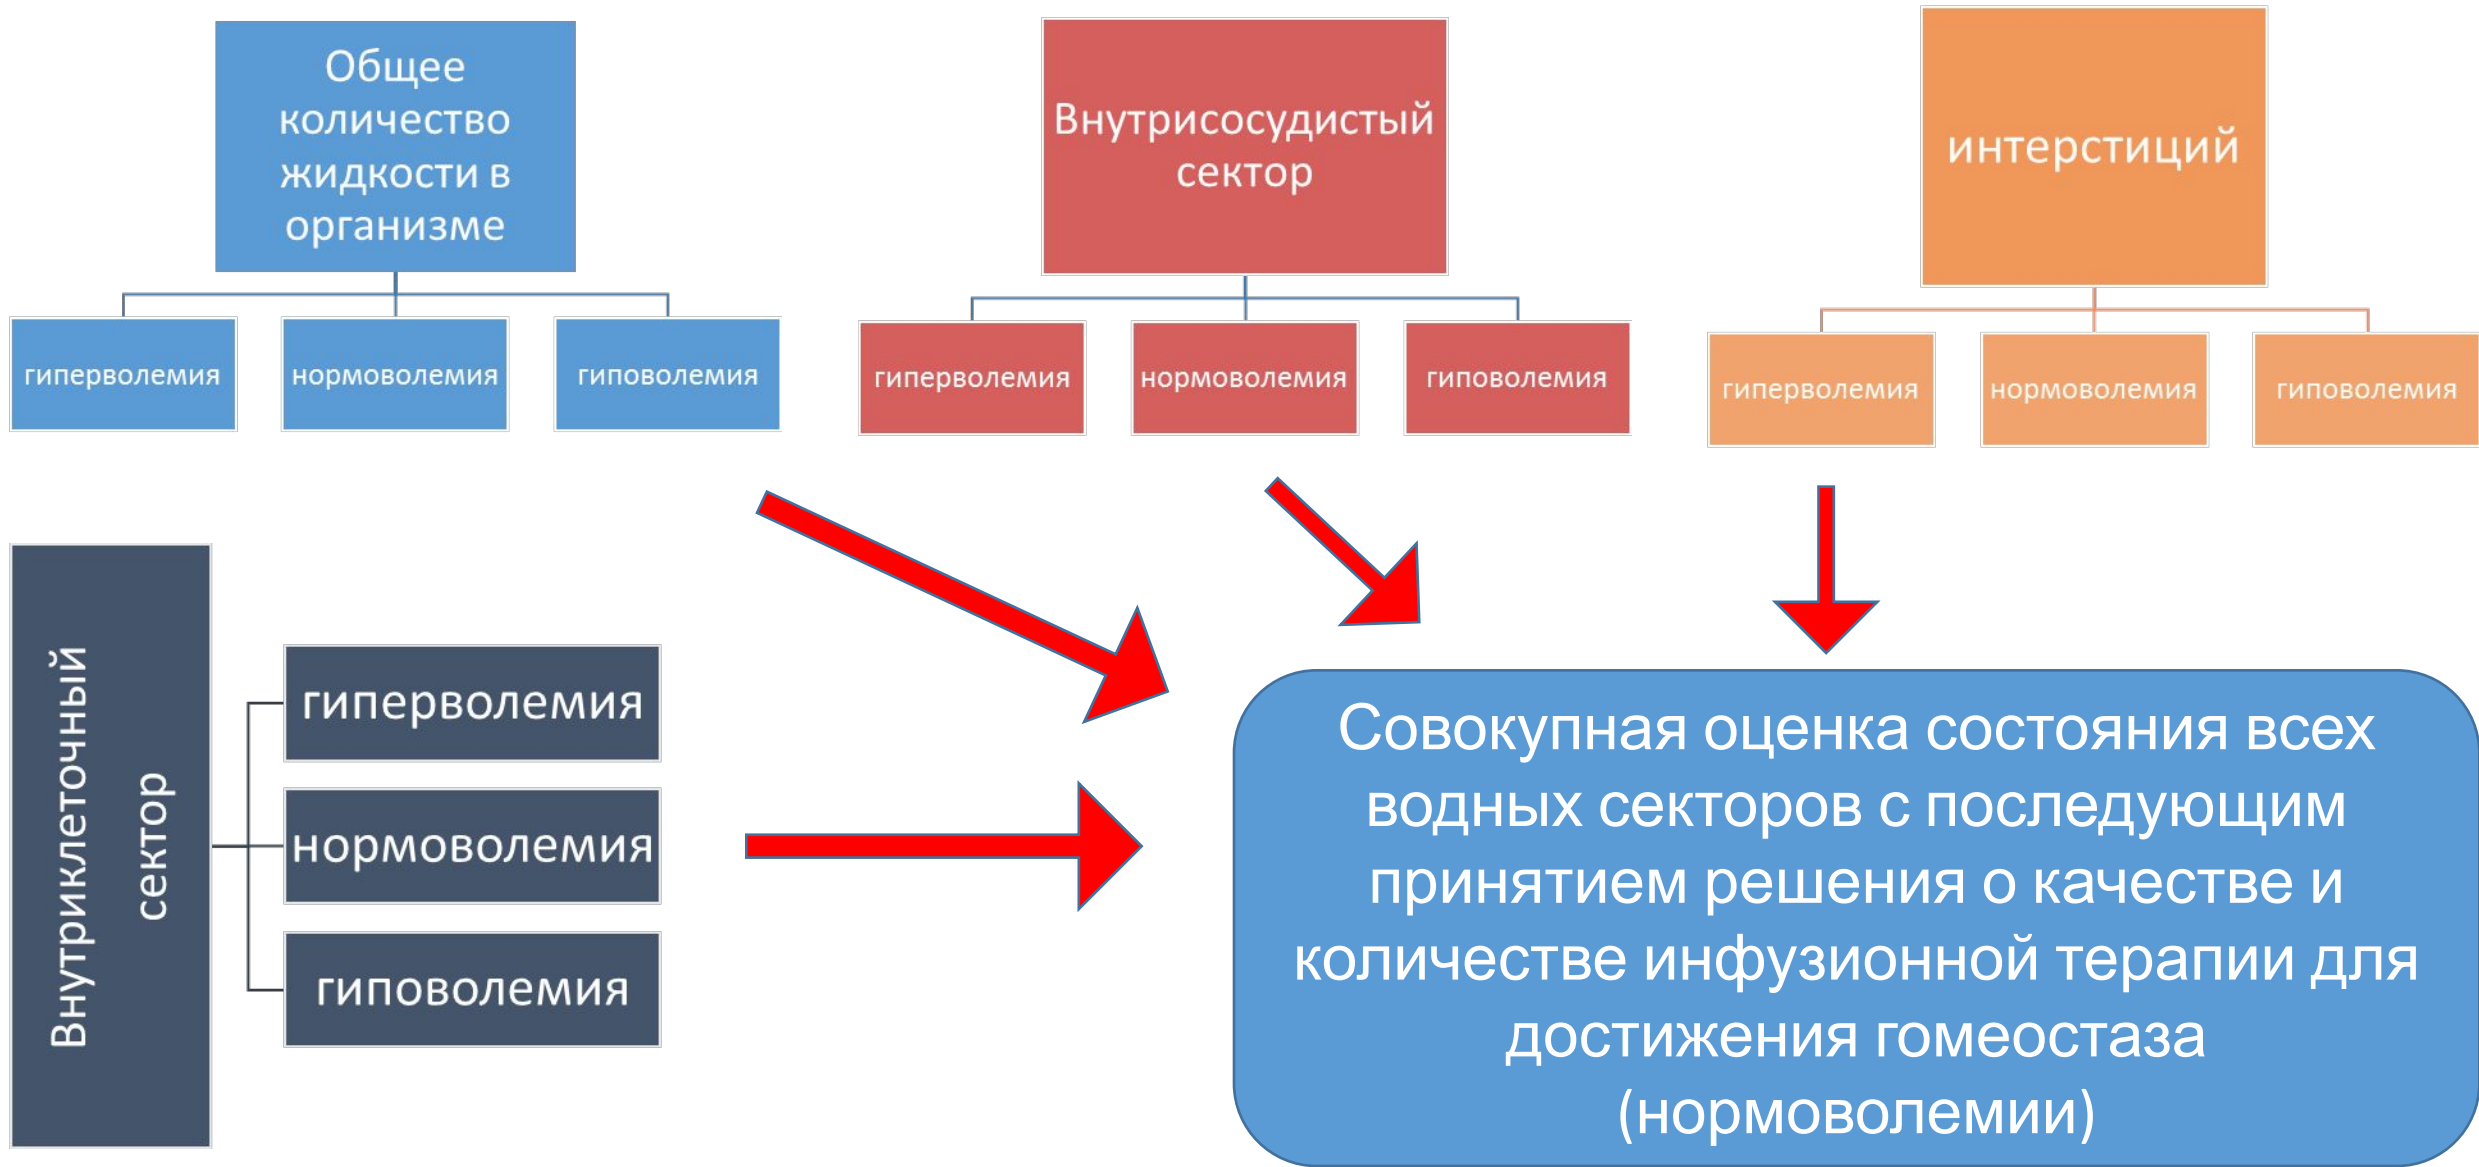 Общее
количество
жидкости в
организме
гиперволемия
нормоволемия
гиповолемия
Внутрисосудистый
сектор
гиперволемия
нормоволемия
гиповолемия
интерстиций
гиперволемия
нормоволемия
гиповолемия
Внутриклеточный
сектор
гиперволемия
нормоволемия
гиповолемия
Совокупная оценка состояния всех
водных секторов с последующим
принятием решения о качестве и
количестве инфузионной терапии для
достижения гомеостаза
(нормоволемии)